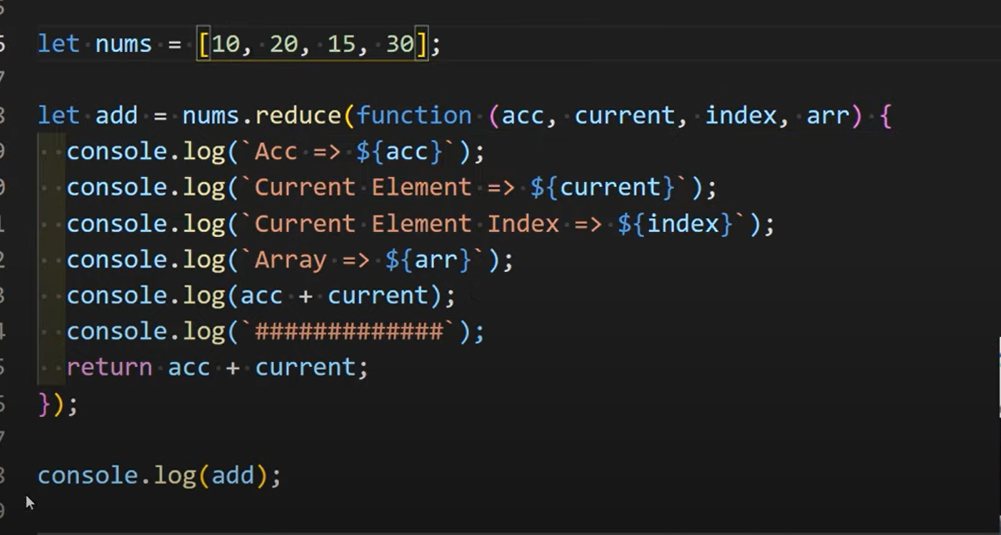 let nums = [10, 20, 15, 30];
let add = nums.reduce(function (acc, current, index, arr) {
console.log(`Acc => ${acc}`);
console.log(`Current Element => ${current}`);
console.log(`Current Element Index => ${index}`);
console.log(`Array => ${arr}`);
console.log(acc + current);
console.log(`#############`);
return acc + current;
});
console.log(add);